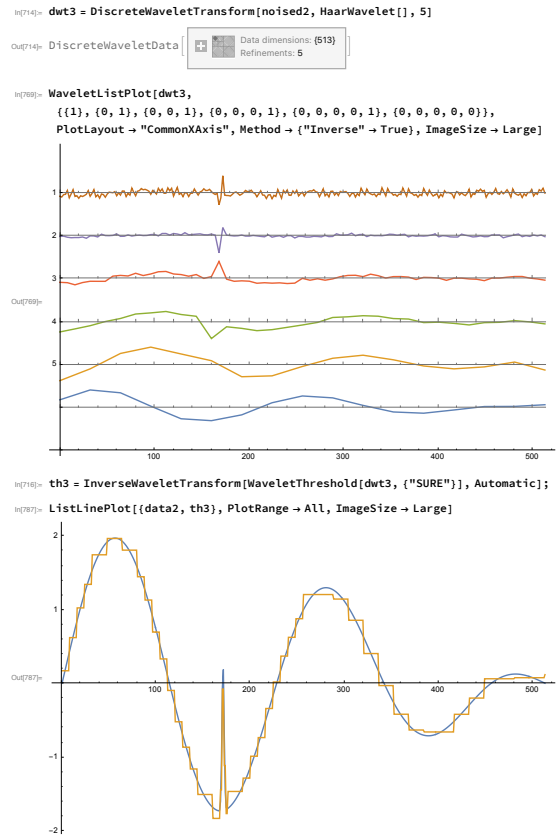 In[714]:= dwt3 = DiscreteWaveletTransform[noised2, HaarWavelet[], 5]
Out[714]= DiscreteWaveletData[ Data dimensions: {513} ]
Refinements: 5
In[769]:= WaveletListPlot[dwt3,
{{1}, {0, 1}, {0, 0, 1}, {0, 0, 0, 1}, {0, 0, 0, 0, 1}, {0, 0, 0, 0, 0}},
PlotLayout → "CommonXAxis", Method → {"Inverse" → True}, ImageSize → Large]
1
2
3
Out[769]=
4
5
100 200 300 400 500
In[716]:= th3 = InverseWaveletTransform[WaveletThreshold[dwt3, {"SURE"}], Automatic];
In[787]:= ListLinePlot[{data2, th3}, PlotRange → All, ImageSize → Large]
2
1
Out[787]=
100 200 300 400 500
-1
-2